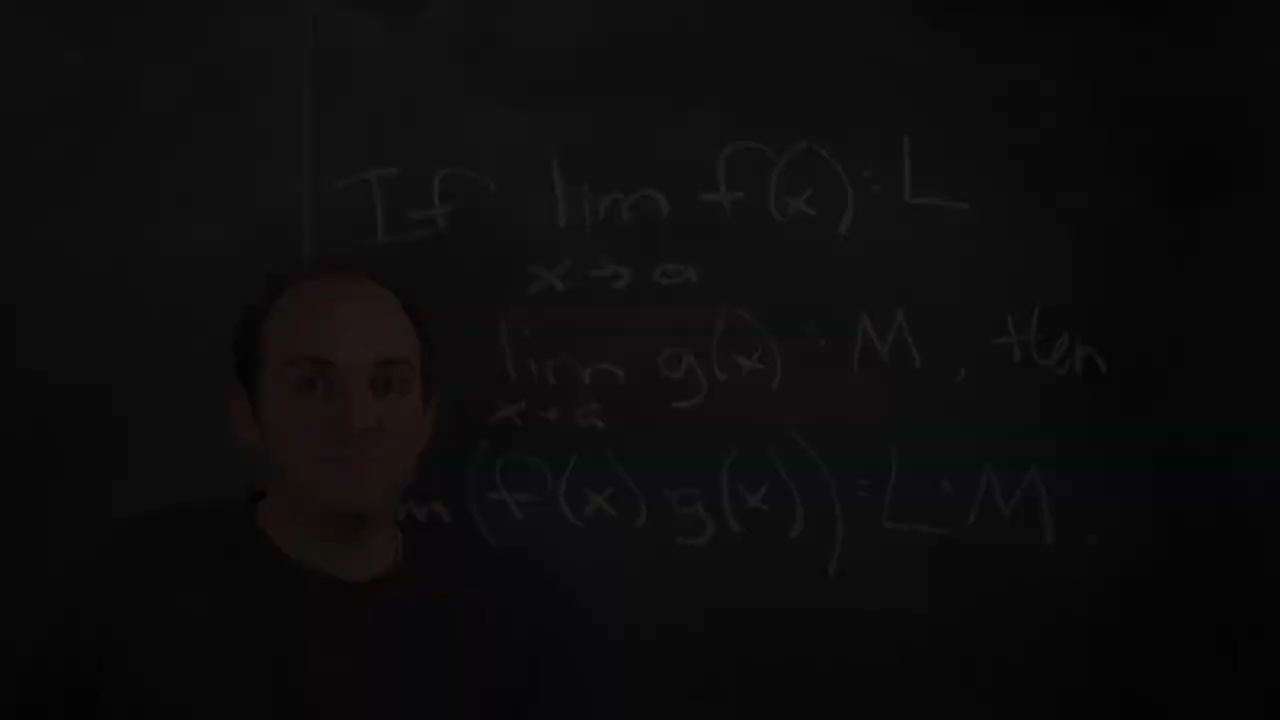 If lim f(x) = L
x → a
lim g(x) = M, then
x → a
m (f(x) g(x)) = L · M.